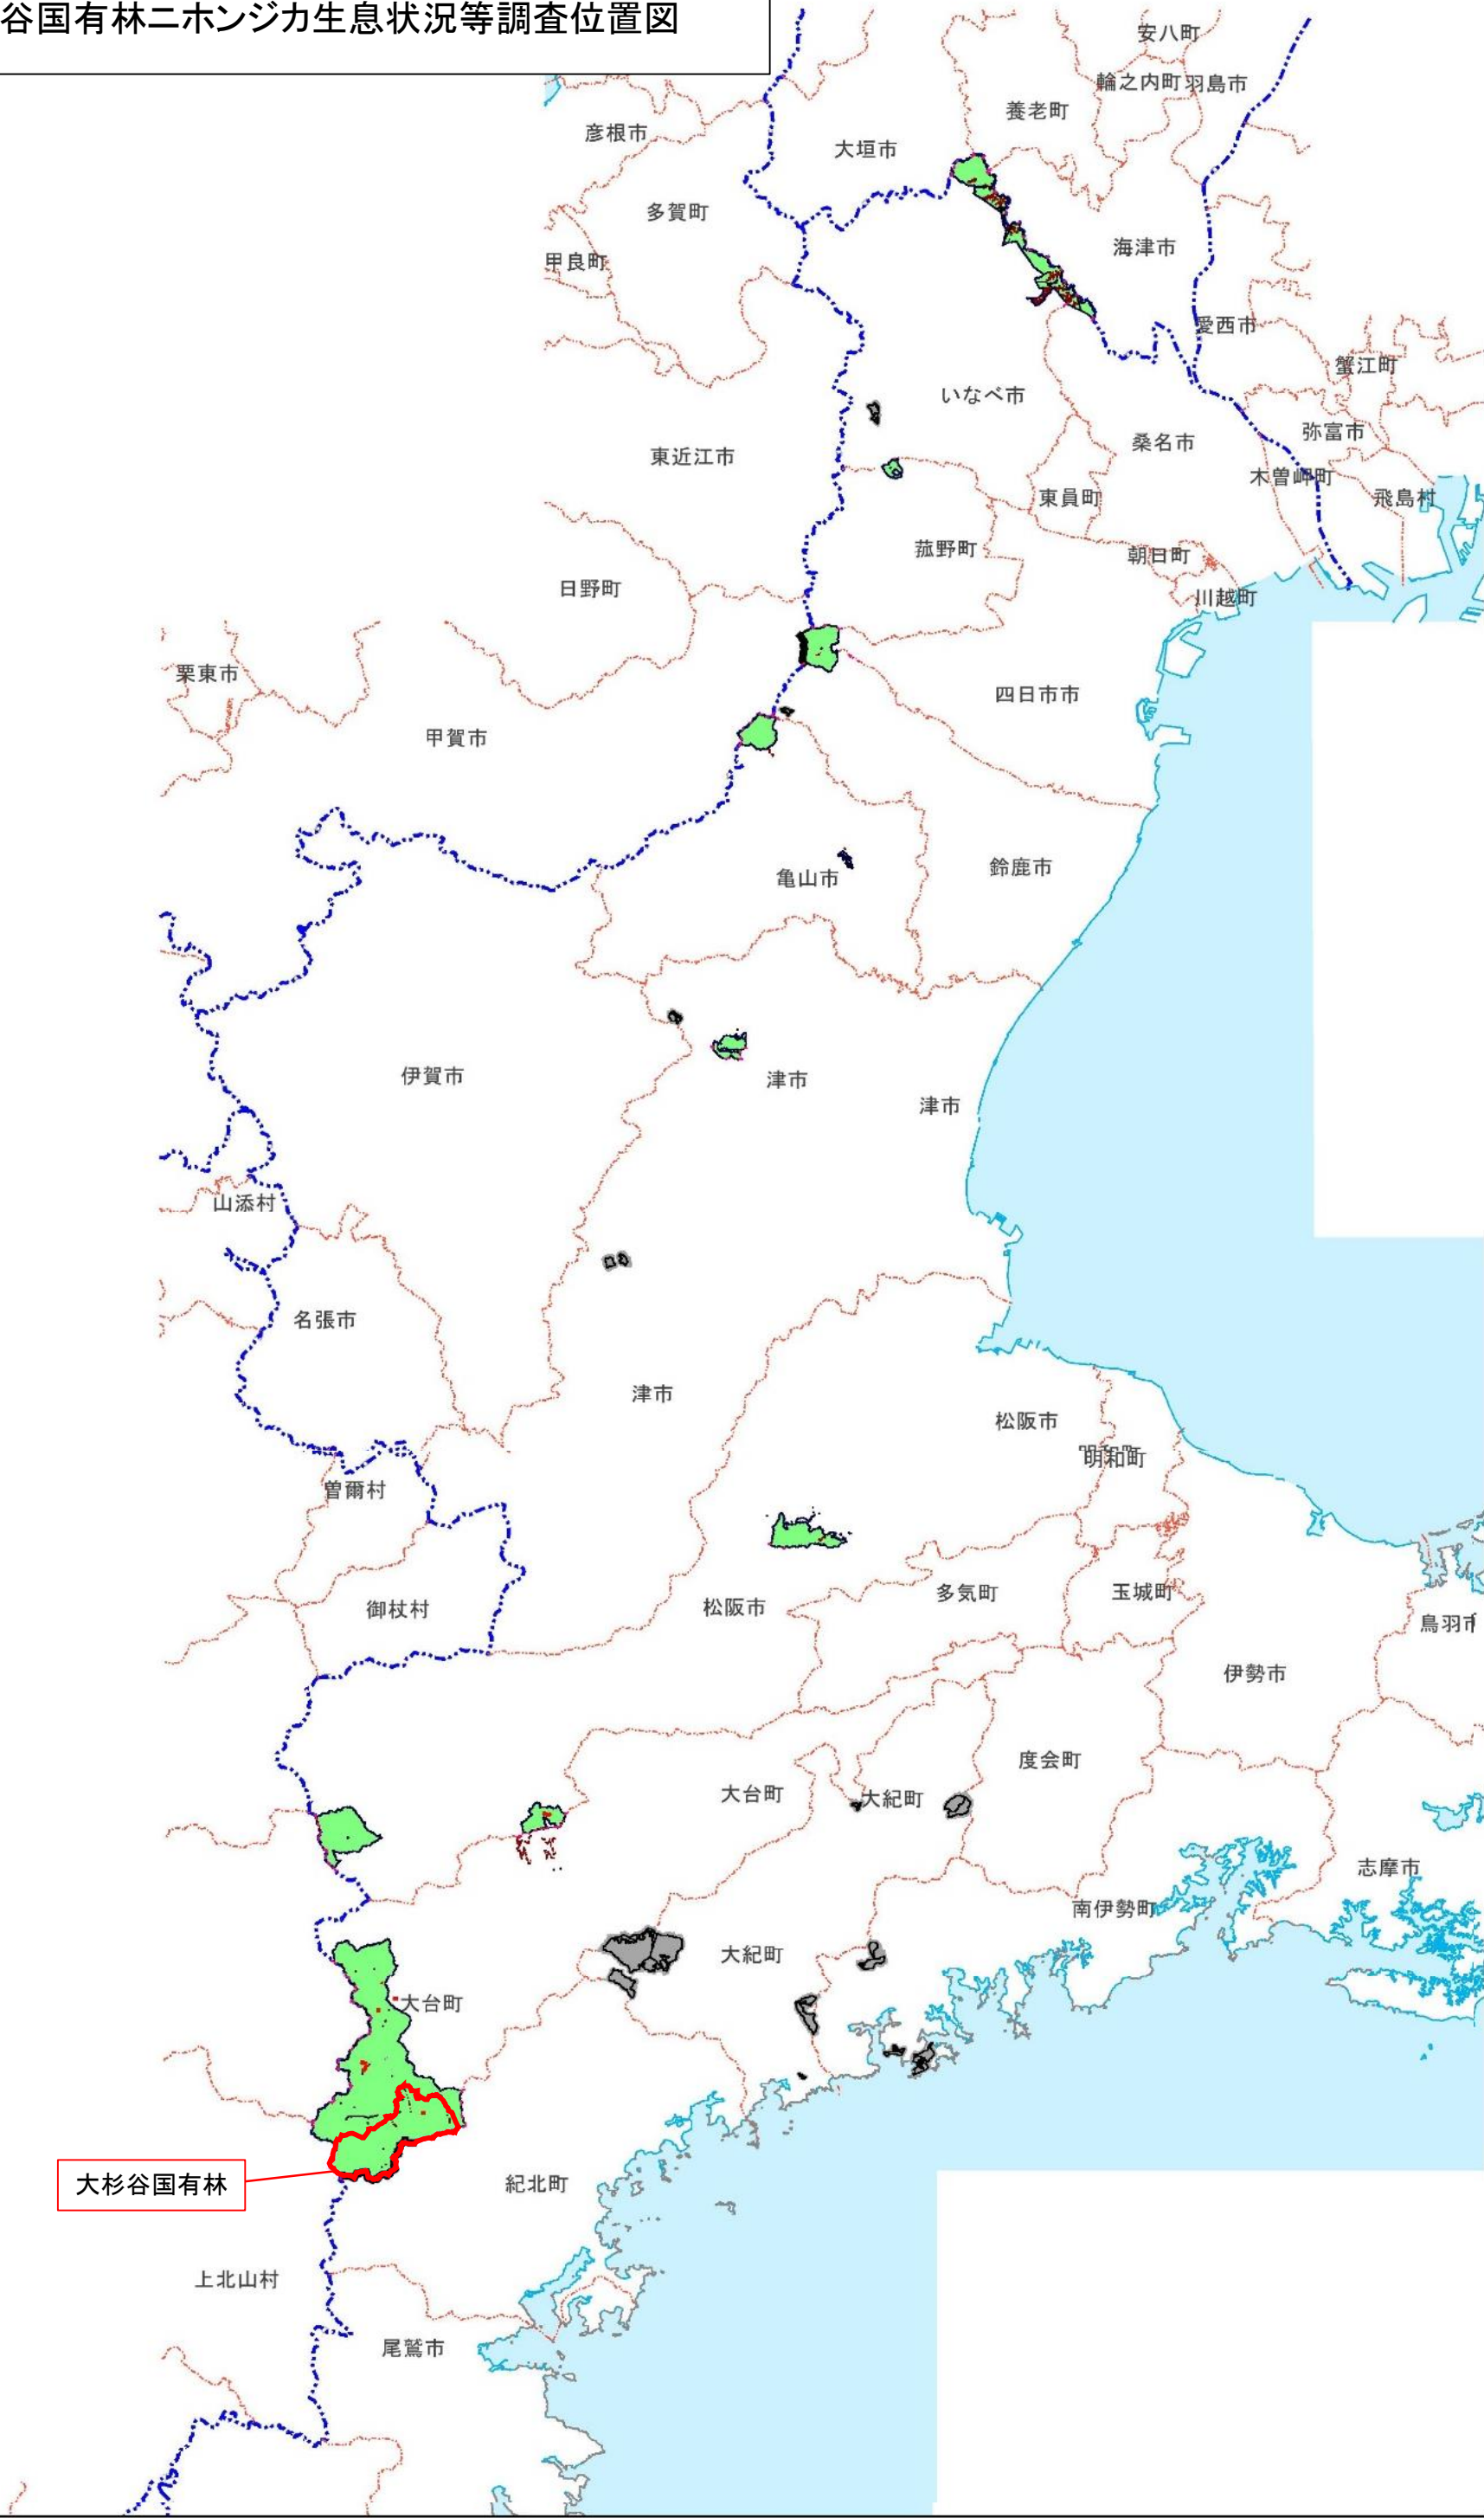 谷国有林ニホンジカ生息状況等調査位置図
安八町
輪之内町
羽島市
養老町
彦根市
大垣市
多賀町
海津市
甲良町
愛西市
蟹江町
いなべ市
弥富市
桑名市
東近江市
木曽岬町
東員町
飛島村
菰野町
朝日町
日野町
川越町
栗東市
四日市市
甲賀市
鈴鹿市
亀山市
伊賀市
津市
津市
山添村
名張市
津市
松阪市
明和町
曽爾村
多気町
玉城町
御杖村
松阪市
鳥羽市
伊勢市
度会町
大台町
大紀町
志摩市
南伊勢町
大紀町
大台町
大杉谷国有林
紀北町
上北山村
尾鷲市